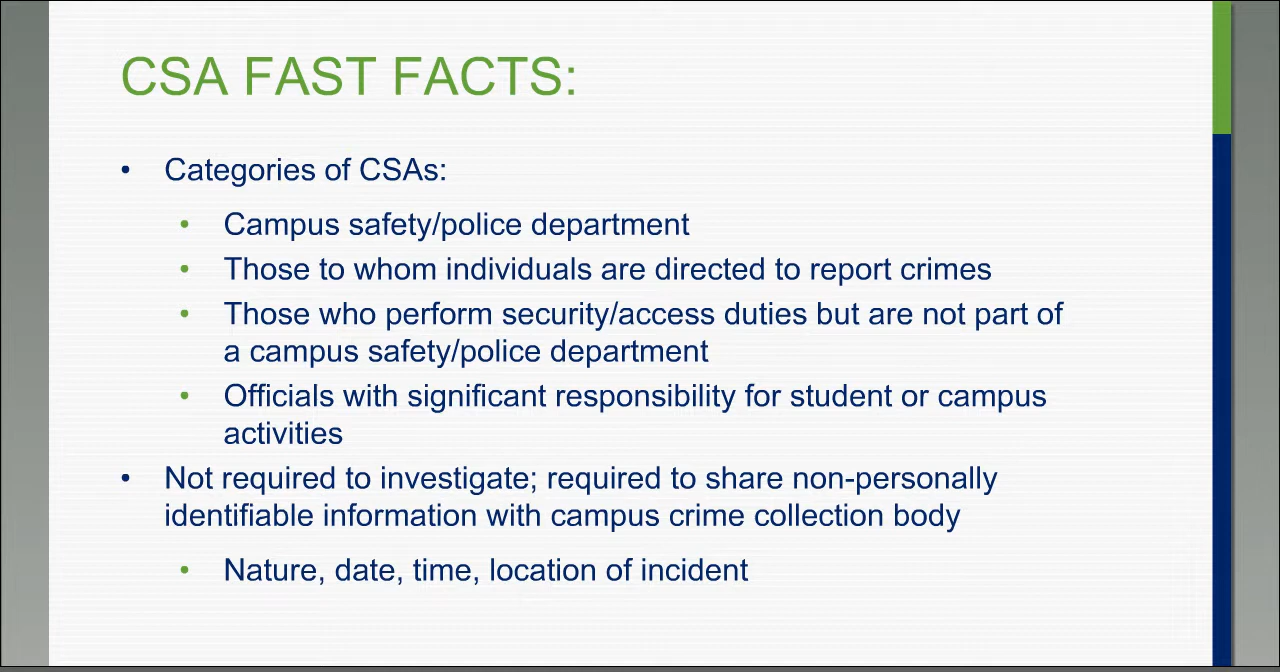 CSA FAST FACTS:
• Categories of CSAs:
• Campus safety/police department
• Those to whom individuals are directed to report crimes
• Those who perform security/access duties but are not part of
a campus safety/police department
• Officials with significant responsibility for student or campus
activities
• Not required to investigate; required to share non-personally
identifiable information with campus crime collection body
• Nature, date, time, location of incident